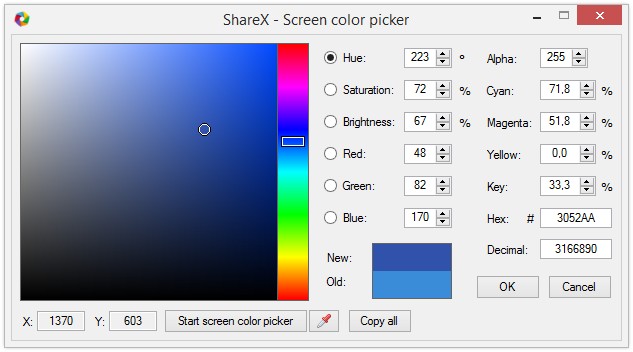 ShareX - Screen color picker
Hue: 223 º Alpha: 255
Saturation: 72 % Cyan: 71,8 %
Brightness: 67 % Magenta: 51,8 %
Red: 48 Yellow: 0,0 %
Green: 82 Key: 33,3 %
Blue: 170 Hex: # 3052AA
New: Decimal: 3166890
Old: OK Cancel
X: 1370 Y: 603 Start screen color picker Copy all